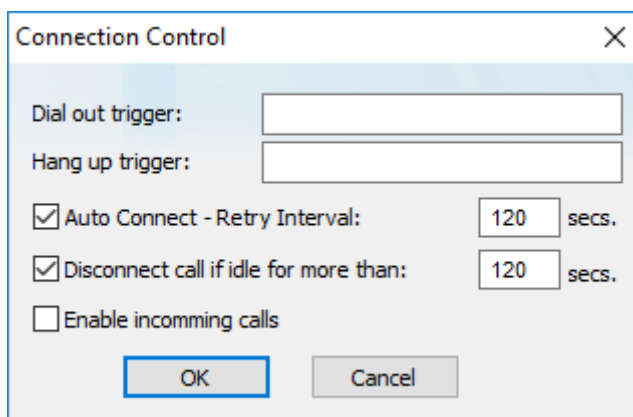 Connection Control
Dial out trigger:
Hang up trigger:
Auto Connect - Retry Interval: 120 secs.
Disconnect call if idle for more than: 120 secs.
Enable incomming calls
OK Cancel